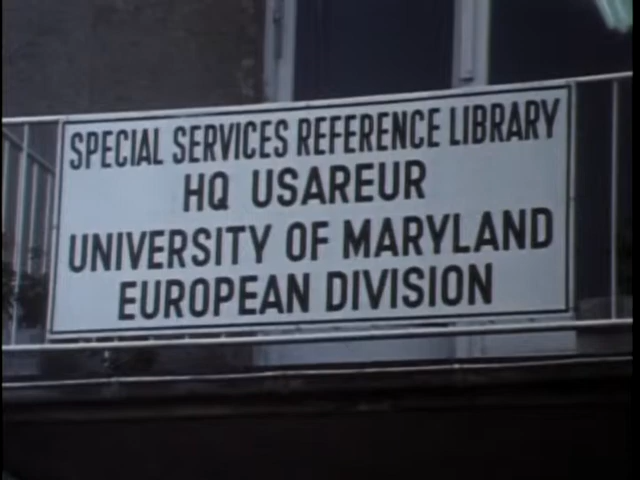 SPECIAL SERVICES REFERENCE LIBRARY
HQ USAREUR
UNIVERSITY OF MARYLAND
EUROPEAN DIVISION